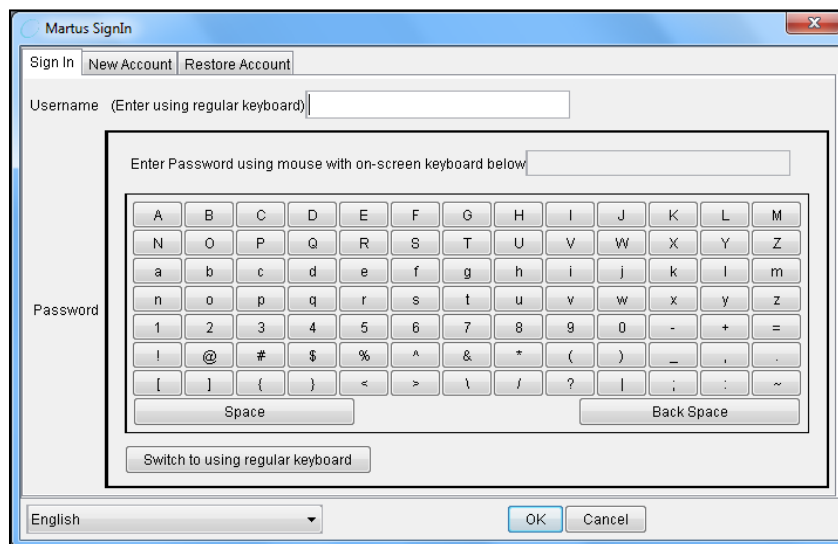 Martus SignIn
Sign In New Account Restore Account
Username (Enter using regular keyboard)
Enter Password using mouse with on-screen keyboard below
Password
A B C D E F G H I J K L M
N O P Q R S T U V W X Y Z
a b c d e f g h i j k l m
n o p q r s t u v w x y z
1 2 3 4 5 6 7 8 9 0 - + =
! @ # $ % ^ & * ( ) _ , .
[ ] { } < > \ / ? | ; : ~
Space Back Space
Switch to using regular keyboard
English OK Cancel